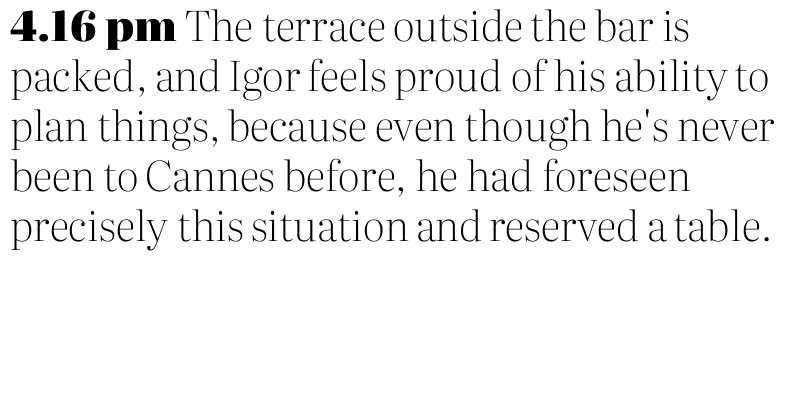 4.16 pm The terrace outside the bar is
packed, and Igor feels proud of his ability to
plan things, because even though he's never
been to Cannes before, he had foreseen
precisely this situation and reserved a table.